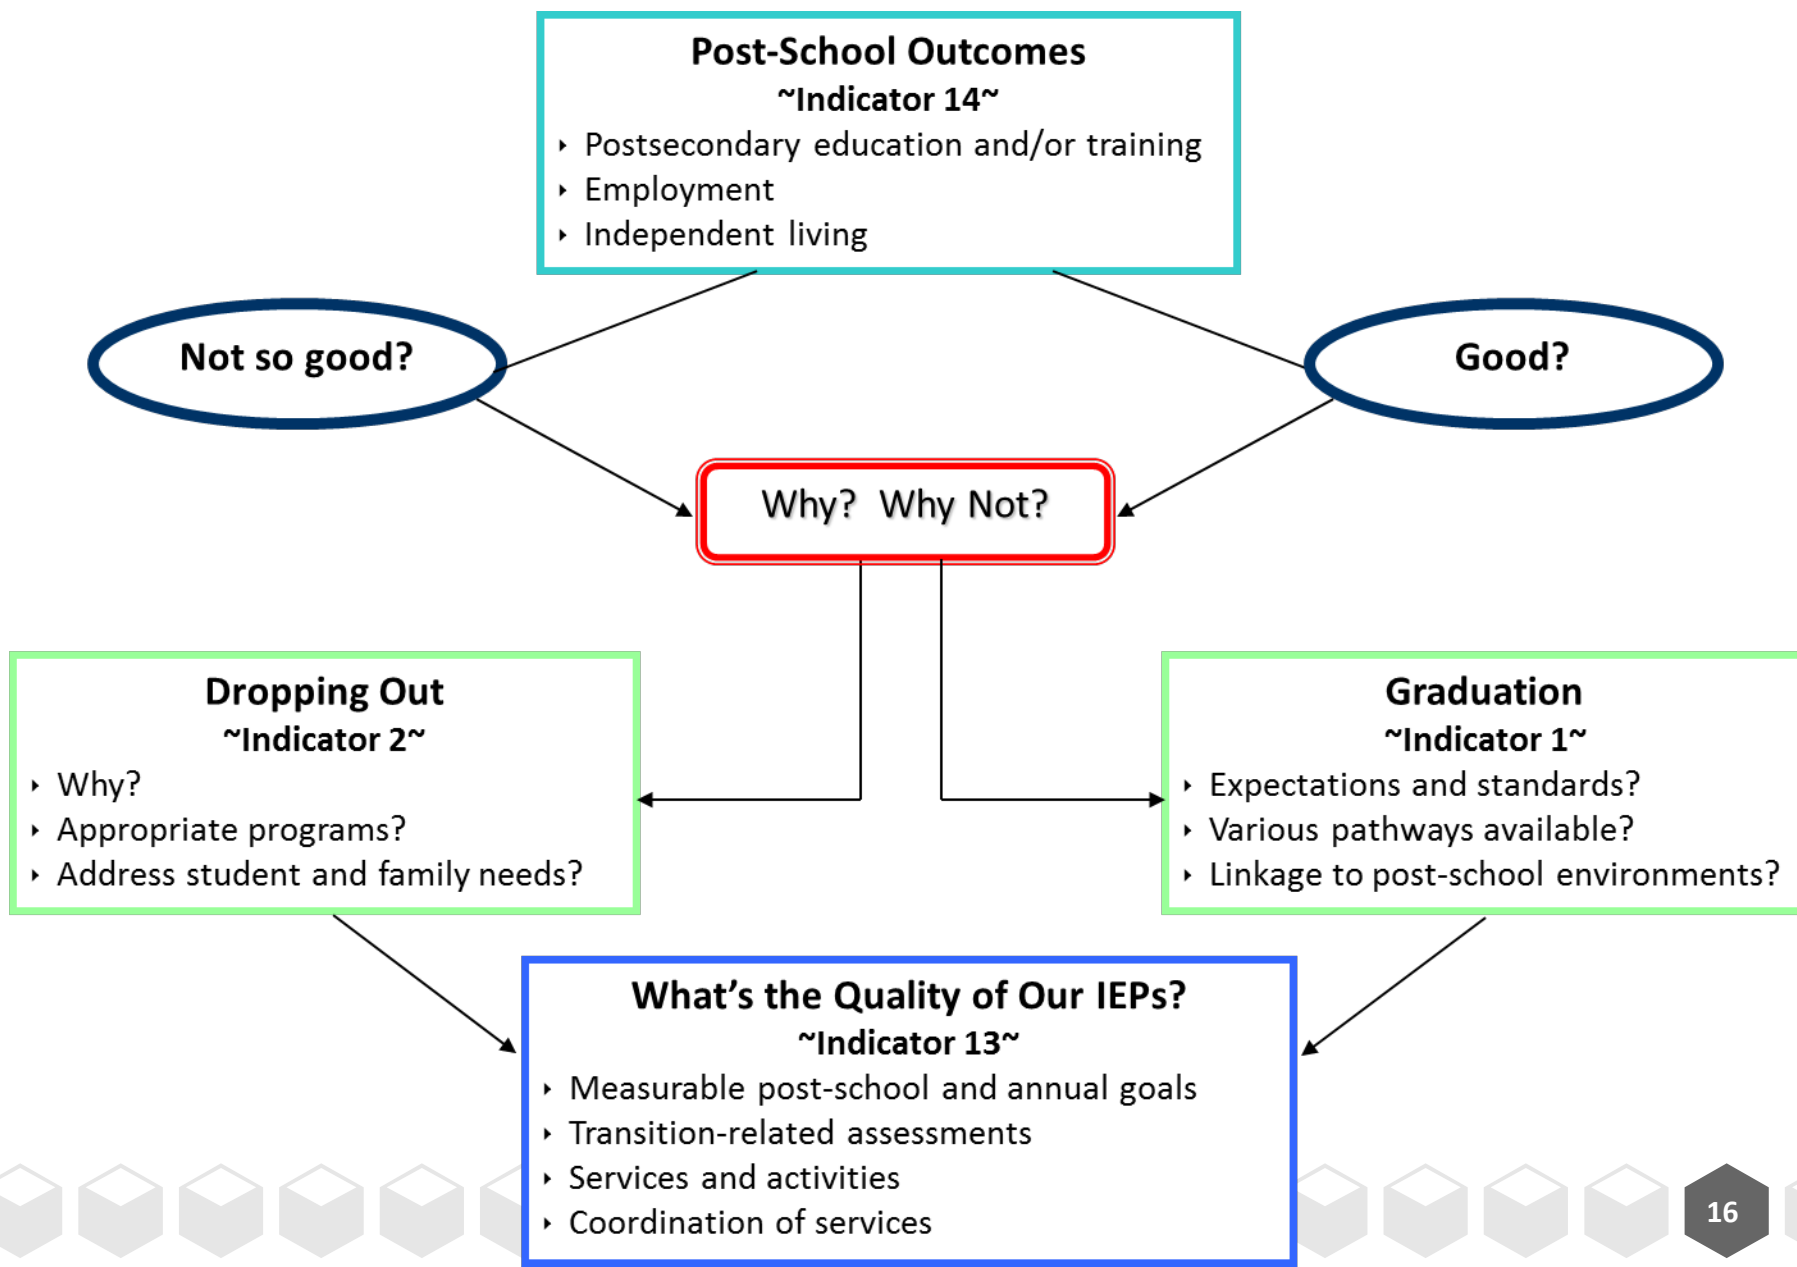 Post-School Outcomes
~Indicator 14~
‣ Postsecondary education and/or training
‣ Employment
‣ Independent living
Not so good?
Good?
Why? Why Not?
Dropping Out
~Indicator 2~
‣ Why?
‣ Appropriate programs?
‣ Address student and family needs?
Graduation
~Indicator 1~
‣ Expectations and standards?
‣ Various pathways available?
‣ Linkage to post-school environments?
What’s the Quality of Our IEPs?
~Indicator 13~
‣ Measurable post-school and annual goals
‣ Transition-related assessments
‣ Services and activities
‣ Coordination of services
16